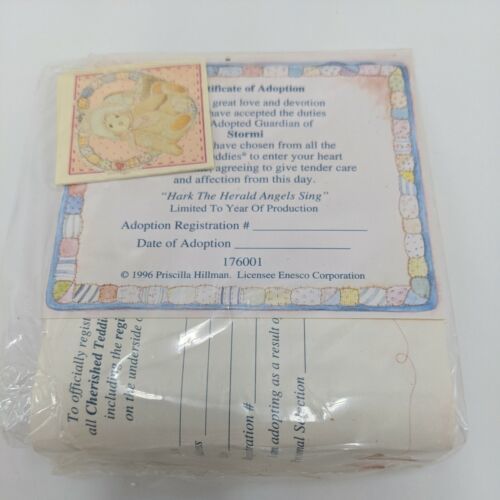 tificate of Adoption
great love and devotion
have accepted the duties
Adopted Guardian of
Stormi
have chosen from all the
eddies® to enter your heart
agreeing to give tender care
and affection from this day.
"Hark The Herald Angels Sing"
Limited To Year Of Production
Adoption Registration #
Date of Adoption
176001
© 1996 Priscilla Hillman. Licensee Enesco Corporation
To officially regist
all Cherished Teddi
including the regi
on the underside o
ess
tration #
m adopting as a result o
onal Selection